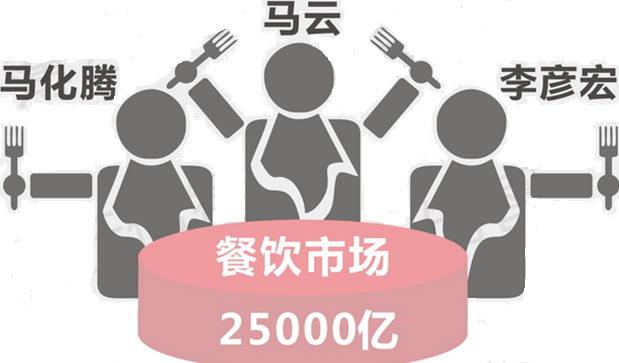 马云
马化腾
李彦宏
餐饮市场
25000亿